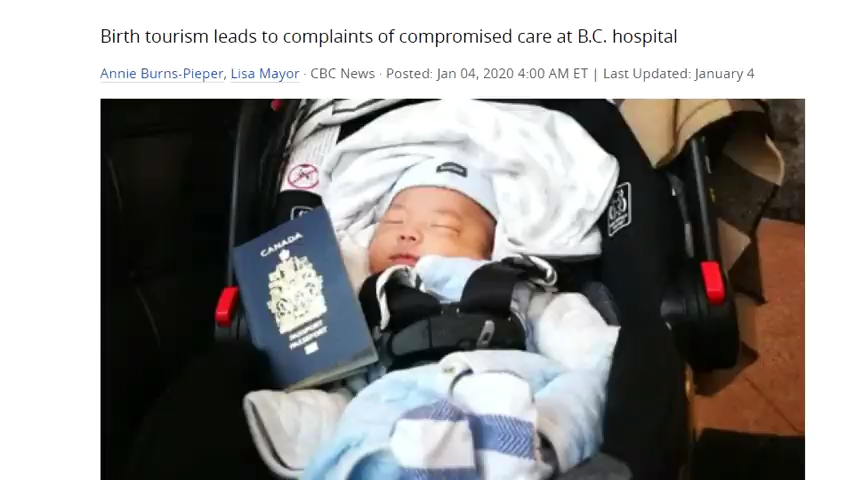 Birth tourism leads to complaints of compromised care at B.C. hospital
Annie Burns-Pieper, Lisa Mayor · CBC News · Posted: Jan 04, 2020 4:00 AM ET | Last Updated: January 4
CANADA
PASSPORT
PASSEPORT